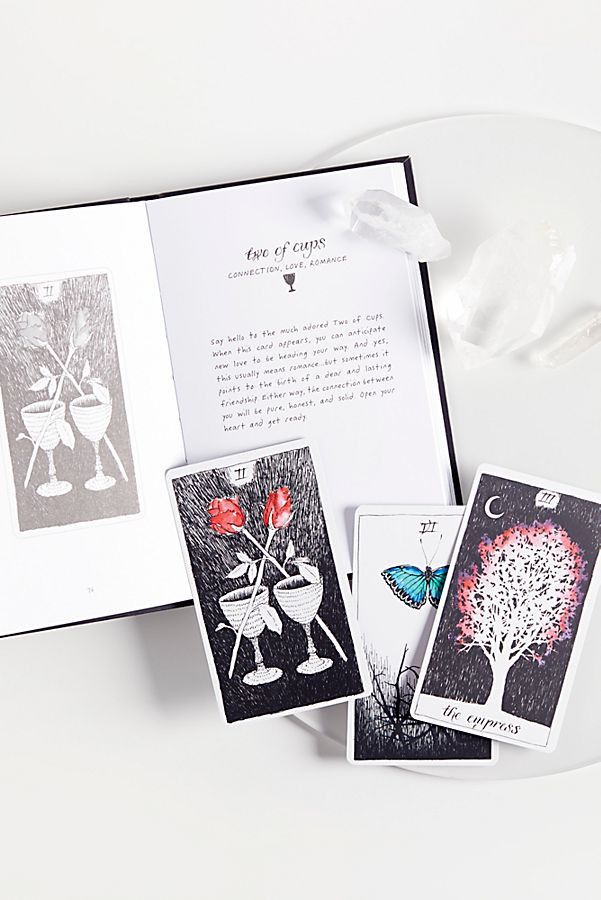 II
two of cups
CONNECTION, LOVE, ROMANCE
Say hello to the much adored Two of Cups.
When this card appears, you can anticipate
new love to be heading your way. And yes,
this usually means romance...but sometimes it
points to the birth of a dear and lasting
friendship. Either way, the connection between
you will be pure, honest, and solid. Open your
heart and get ready.
74
II
VI
III
the empress